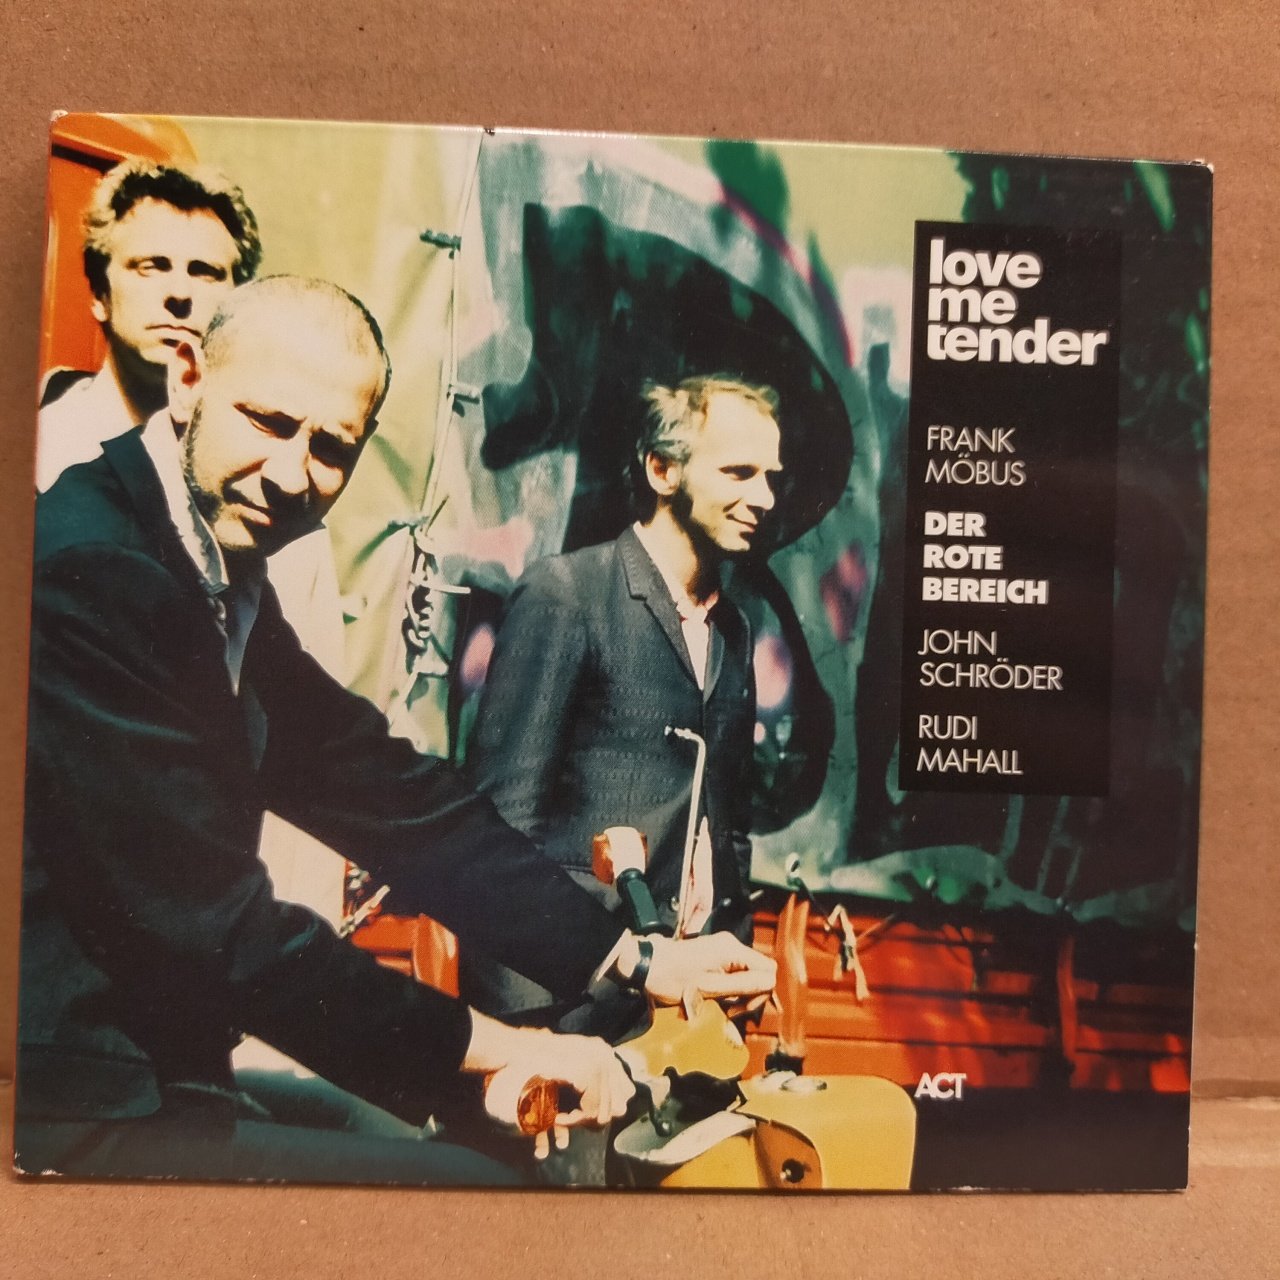 love
me
tender
FRANK
MÖBUS
DER
ROTE
BEREICH
JOHN
SCHRÖDER
RUDI
MAHALL
ACT